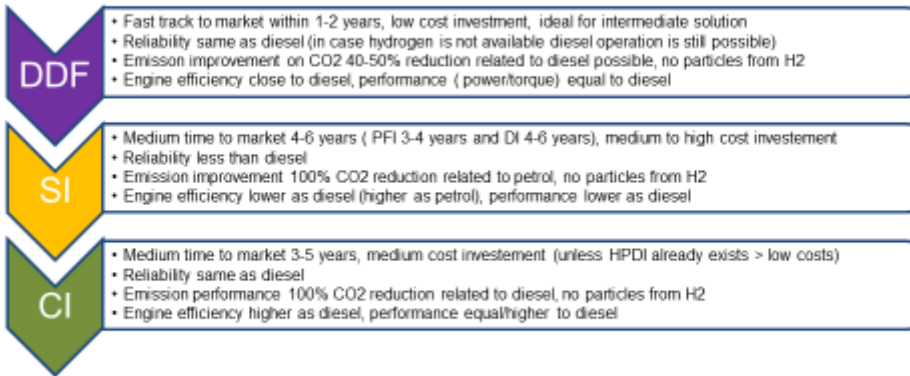 DDF
• Fast track to market within 1-2 years, low cost investment, ideal for intermediate solution
• Reliability same as diesel (in case hydrogen is not available diesel operation is still possible)
• Emisson improvement on CO2 40-50% reduction related to diesel possible, no particles from H2
• Engine efficiency close to diesel, performance ( power/torque) equal to diesel
SI
• Medium time to market 4-6 years ( PFI 3-4 years and DI 4-6 years), medium to high cost investement
• Reliability less than diesel
• Emission improvement 100% CO2 reduction related to petrol, no particles from H2
• Engine efficiency lower as diesel (higher as petrol), performance lower as diesel
CI
• Medium time to market 3-5 years, medium cost investement (unless HPDI already exists > low costs)
• Reliability same as diesel
• Emission performance 100% CO2 reduction related to diesel, no particles from H2
• Engine efficiency higher as diesel, performance equal/higher to diesel